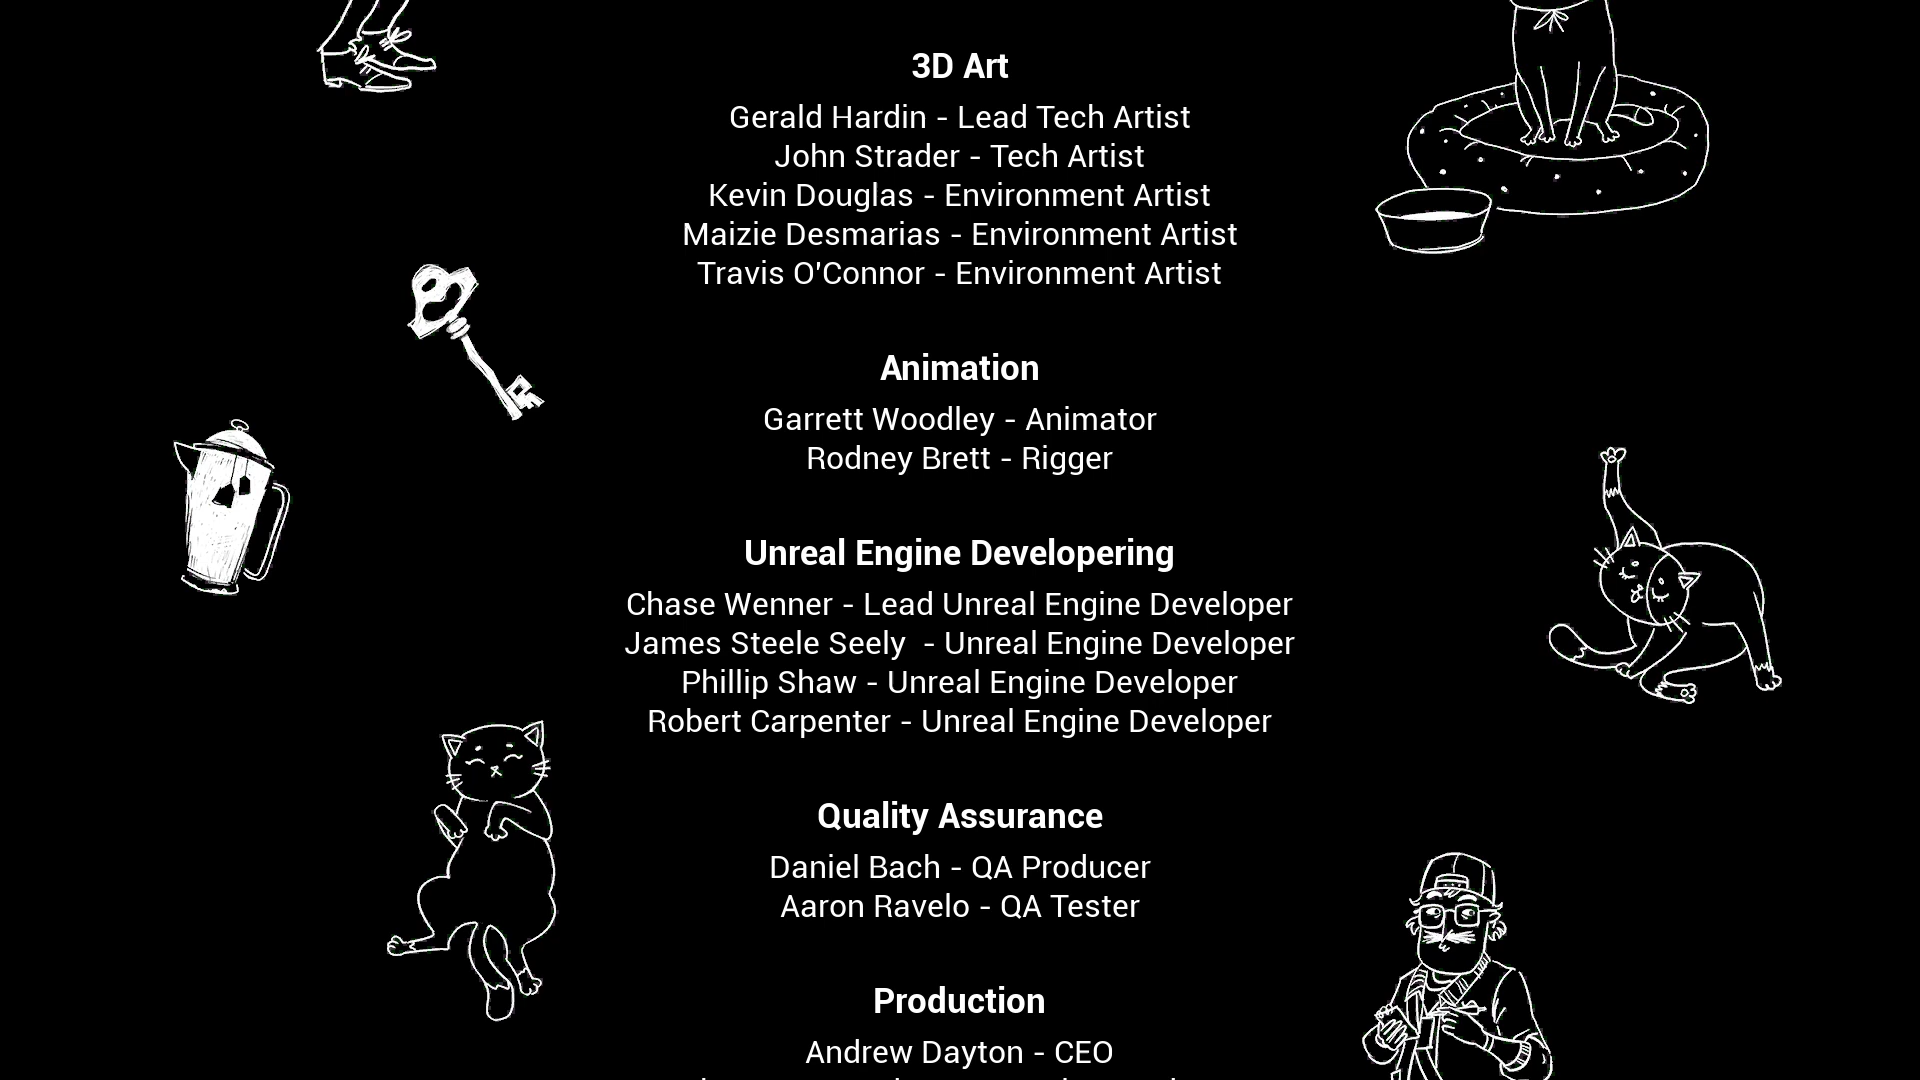 3D Art
Gerald Hardin - Lead Tech Artist
John Strader - Tech Artist
Kevin Douglas - Environment Artist
Maizie Desmarias - Environment Artist
Travis O'Connor - Environment Artist
Animation
Garrett Woodley - Animator
Rodney Brett - Rigger
Unreal Engine Developering
Chase Wenner - Lead Unreal Engine Developer
James Steele Seely  - Unreal Engine Developer
Phillip Shaw - Unreal Engine Developer
Robert Carpenter - Unreal Engine Developer
Quality Assurance
Daniel Bach - QA Producer
Aaron Ravelo - QA Tester
Production
Andrew Dayton - CEO